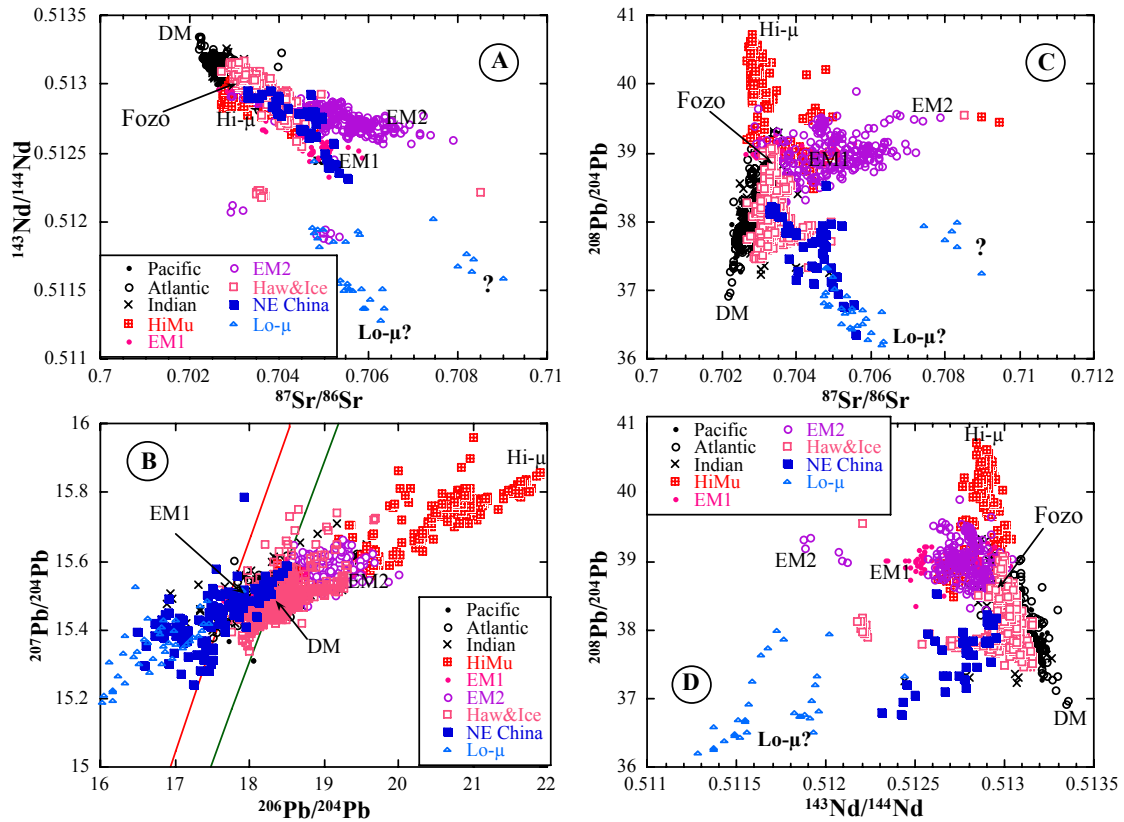 0.5135
0.513
0.5125
0.512
0.5115
0.511
143Nd/144Nd
DM
A
Fozo
Hi-μ
EM2
EM1
?
Lo-μ?
Pacific
Atlantic
Indian
HiMu
EM1
EM2
Haw&Ice
NE China
Lo-μ
0.7 0.702 0.704 0.706 0.708 0.71
87Sr/86Sr
41
40
39
38
37
36
208Pb/204Pb
Hi-μ
C
Fozo
EM2
EM1
?
DM
Lo-μ?
0.7 0.702 0.704 0.706 0.708 0.71 0.712
87Sr/86Sr
16
15.8
15.6
15.4
15.2
15
207Pb/204Pb
B
Hi-μ
EM1
EM2
DM
Pacific
Atlantic
Indian
HiMu
EM1
EM2
Haw&Ice
NE China
Lo-μ
16 17 18 19 20 21 22
206Pb/204Pb
41
40
39
38
37
36
208Pb/204Pb
Pacific
Atlantic
Indian
HiMu
EM1
EM2
Haw&Ice
NE China
Lo-μ
Hi-μ
Fozo
EM2
EM1
D
DM
Lo-μ?
0.511 0.5115 0.512 0.5125 0.513 0.5135
143Nd/144Nd